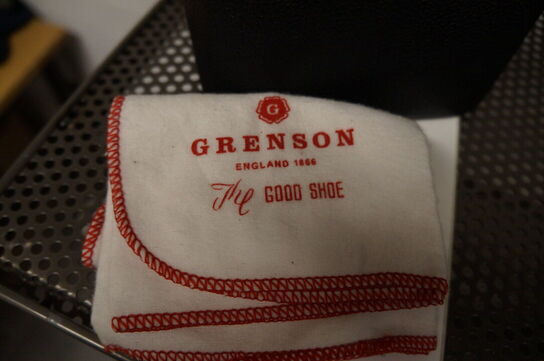 G
GRENSON
ENGLAND 1866
The GOOD SHOE